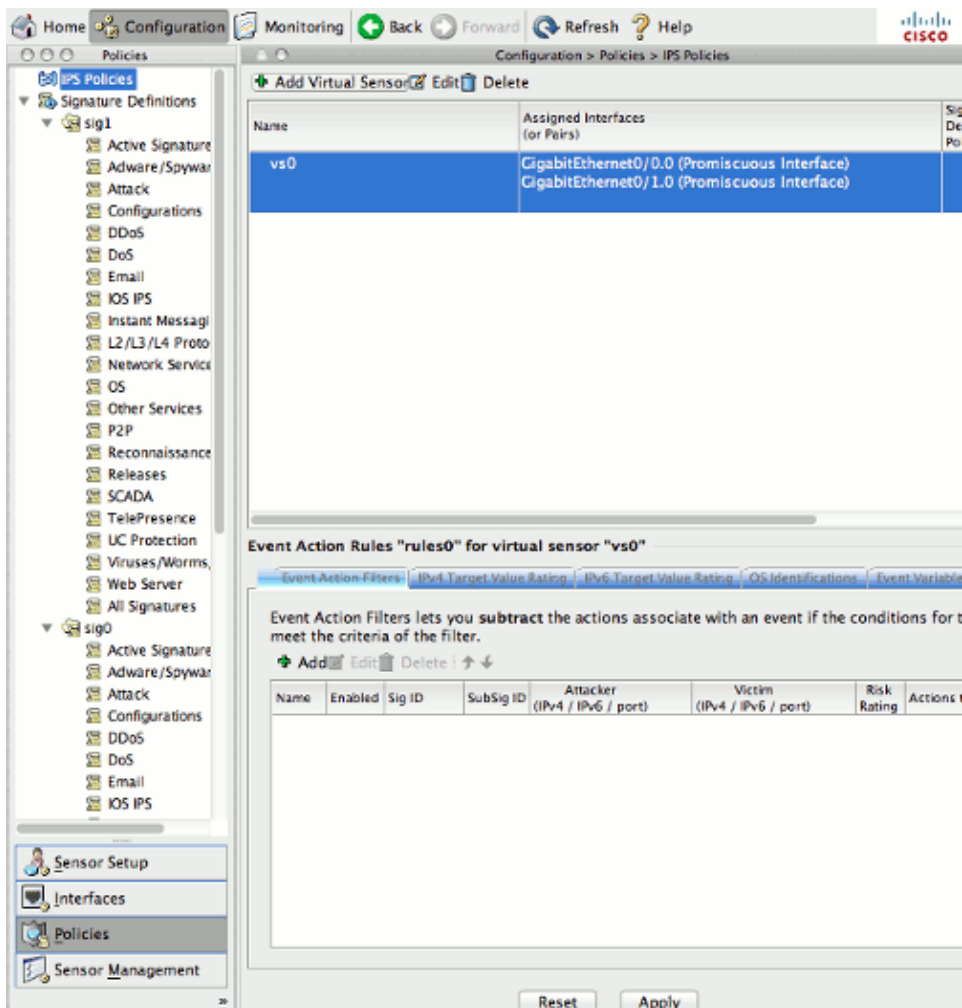 Home Configuration Monitoring Back Forward Refresh Help
cisco
Policies
IPS Policies
Signature Definitions
sig1
Active Signature
Adware/Spywar
Attack
Configurations
DDoS
DoS
Email
IOS IPS
Instant Messagi
L2/L3/L4 Proto
Network Service
OS
Other Services
P2P
Reconnaissance
Releases
SCADA
TelePresence
UC Protection
Viruses/Worms,
Web Server
All Signatures
sig0
Active Signature
Adware/Spywar
Attack
Configurations
DDoS
DoS
Email
IOS IPS
Sensor Setup
Interfaces
Policies
Sensor Management
»
Configuration > Policies > IPS Policies
Add Virtual Sensor Edit Delete
Name
Assigned Interfaces
(or Pairs)
Sig
De
Po
vs0
GigabitEthernet0/0.0 (Promiscuous Interface)
GigabitEthernet0/1.0 (Promiscuous Interface)
Event Action Rules "rules0" for virtual sensor "vs0"
Event Action Filters IPv4 Target Value Rating IPv6 Target Value Rating OS Identifications Event Variable
Event Action Filters lets you subtract the actions associate with an event if the conditions for t
meet the criteria of the filter.
Add Edit Delete
Name Enabled Sig ID SubSig ID
Attacker
(IPv4 / IPv6 / port)
Victim
(IPv4 / IPv6 / port)
Risk
Rating
Actions t
Reset Apply